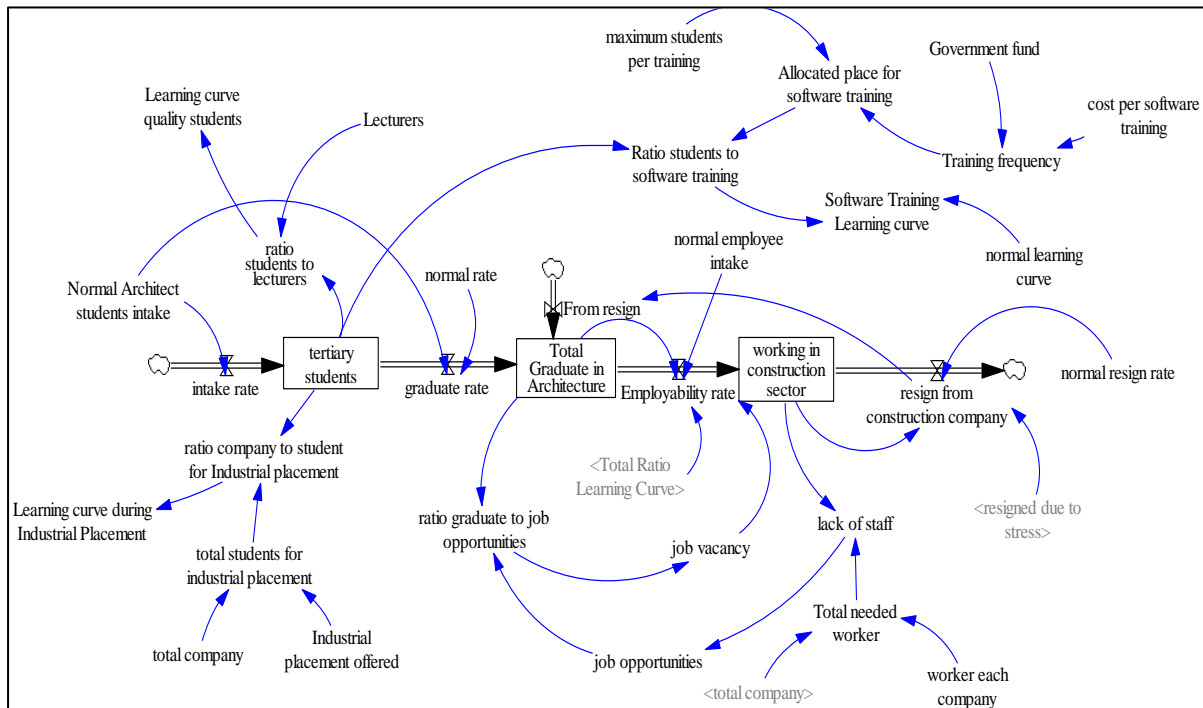 maximum students
per training
Government fund
Allocated place for
software training
Learning curve
quality students
Lecturers
cost per software
training
Ratio students to
software training
Training frequency
Software Training
Learning curve
ratio
students to
lecturers
normal employee
intake
normal learning
curve
Normal Architect
students intake
normal rate
From resign
tertiary
students
Total
Graduate in
Architecture
working in
construction
sector
intake rate
graduate rate
Employability rate
resign from
construction company
normal resign rate
ratio company to student
for Industrial placement
<Total Ratio
Learning Curve>
Learning curve during
Industrial Placement
ratio graduate to job
opportunities
lack of staff
<resigned due to
stress>
job vacancy
total students for
industrial placement
Total needed
worker
total company
Industrial
placement offered
job opportunities
<total company>
worker each
company